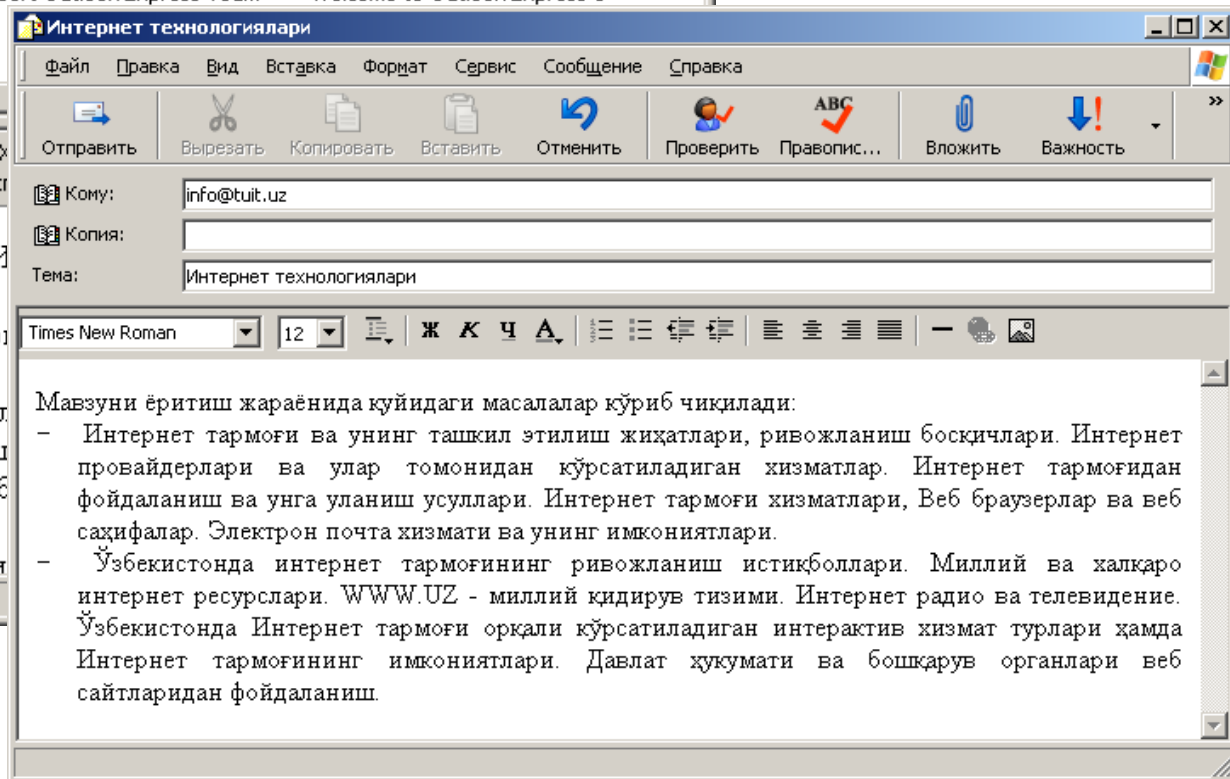 Интернет технологиялари
Файл Правка Вид Вставка Формат Сервис Сообщение Справка
ABC »
Отправить Вырезать Копировать Вставить Отменить Проверить Правопис... Вложить Важность
Кому: info@tuit.uz
Копия:
Тема: Интернет технологиялари
Times New Roman 12 Ж К Ч А
Мавзуни ёритиш жараёнида қуйидаги масалалар кўриб чиқилади:
– Интернет тармоғи ва унинг ташкил этилиш жиҳатлари, ривожланиш босқичлари. Интернет
провайдерлари ва улар томонидан кўрсатиладиган хизматлар. Интернет тармоғидан
фойдаланиш ва унга уланиш усуллари. Интернет тармоғи хизматлари, Веб браузерлар ва веб
саҳифалар. Электрон почта хизмати ва унинг имкониятлари.
– Ўзбекистонда интернет тармоғининг ривожланиш истиқболлари. Миллий ва халқаро
интернет ресурслари. WWW.UZ - миллий қидирув тизими. Интернет радио ва телевидение.
Ўзбекистонда Интернет тармоғи орқали кўрсатиладиган интерактив хизмат турлари ҳамда
Интернет тармоғининг имкониятлари. Давлат ҳукумати ва бошқарув органлари веб
сайтларидан фойдаланиш.